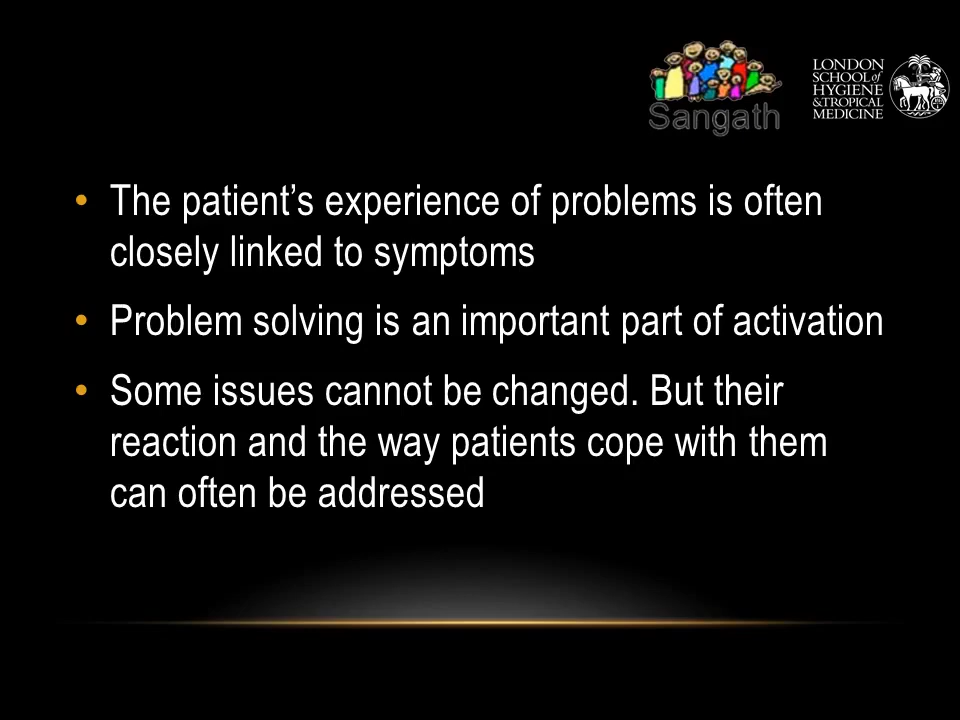 Sangath
LONDON
SCHOOL of
HYGIENE
& TROPICAL
MEDICINE
• The patient’s experience of problems is often
closely linked to symptoms
• Problem solving is an important part of activation
• Some issues cannot be changed. But their
reaction and the way patients cope with them
can often be addressed